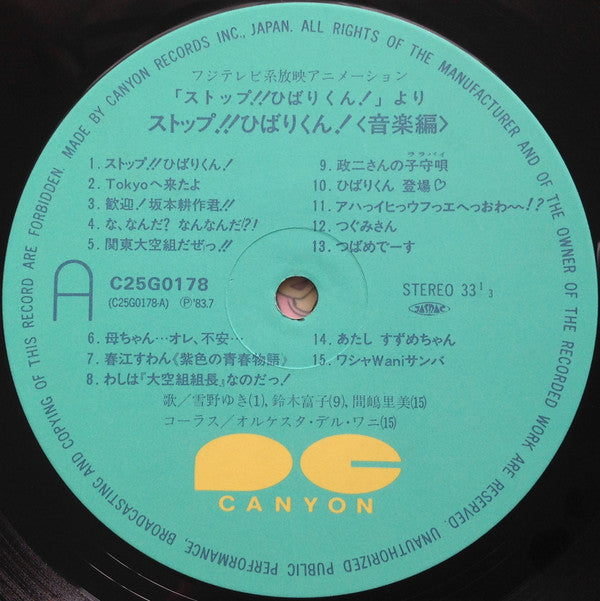 MADE BY CANYON RECORDS INC., JAPAN. ALL RIGHTS OF THE MANUFACTURER AND OF THE OWNER OF THE RECORDED WORK ARE RESERVED. UNAUTHORIZED PUBLIC PERFORMANCE, BROADCASTING AND COPYING OF THIS RECORD ARE FORBIDDEN.
フジテレビ系放映アニメーション
「ストップ!!ひばりくん!」より
ストップ!!ひばりくん!〈音楽編〉
1. ストップ!!ひばりくん!
2. Tokyoへ来たよ
3. 歓迎!坂本耕作君!!
4. な、なんだ? なんなんだ?!
5. 関東大空組だぜっ!!
ララバイ
9. 政二さんの子守唄
10. ひばりくん 登場♡
11. アハっイヒっウフっエへっおわ〜〜!?
12. つぐみさん
13. つばめでーす
A
C25G0178
(C25G0178-A) Ⓟ'83.7
STEREO 33 1/3
JASRAC
6. 母ちゃん…オレ、不安…
7. 春江すわん《紫色の青春物語》
8. わしは『大空組組長』なのだっ!
14. あたし すずめちゃん
15. ワシャWaniサンバ
歌/雪野ゆき(1), 鈴木富子(9), 間嶋里美(15)
コーラス/オルケスタ・デル・ワニ(15)
CANYON